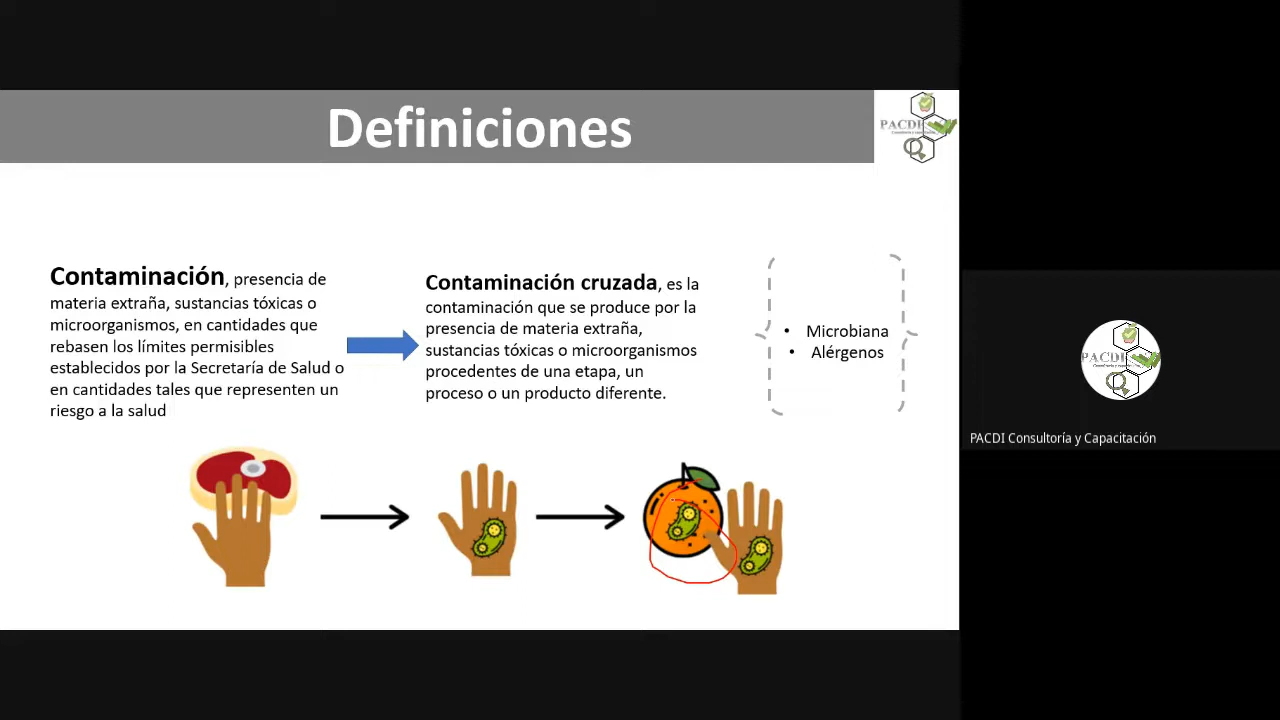 Definiciones
PACDI
Contaminación, presencia de
materia extraña, sustancias tóxicas o
microorganismos, en cantidades que
rebasen los límites permisibles
establecidos por la Secretaría de Salud o
en cantidades tales que representen un
riesgo a la salud
Contaminación cruzada, es la
contaminación que se produce por la
presencia de materia extraña,
sustancias tóxicas o microorganismos
procedentes de una etapa, un
proceso o un producto diferente.
• Microbiana
• Alérgenos
PACDI
PACDI Consultoría y Capacitación